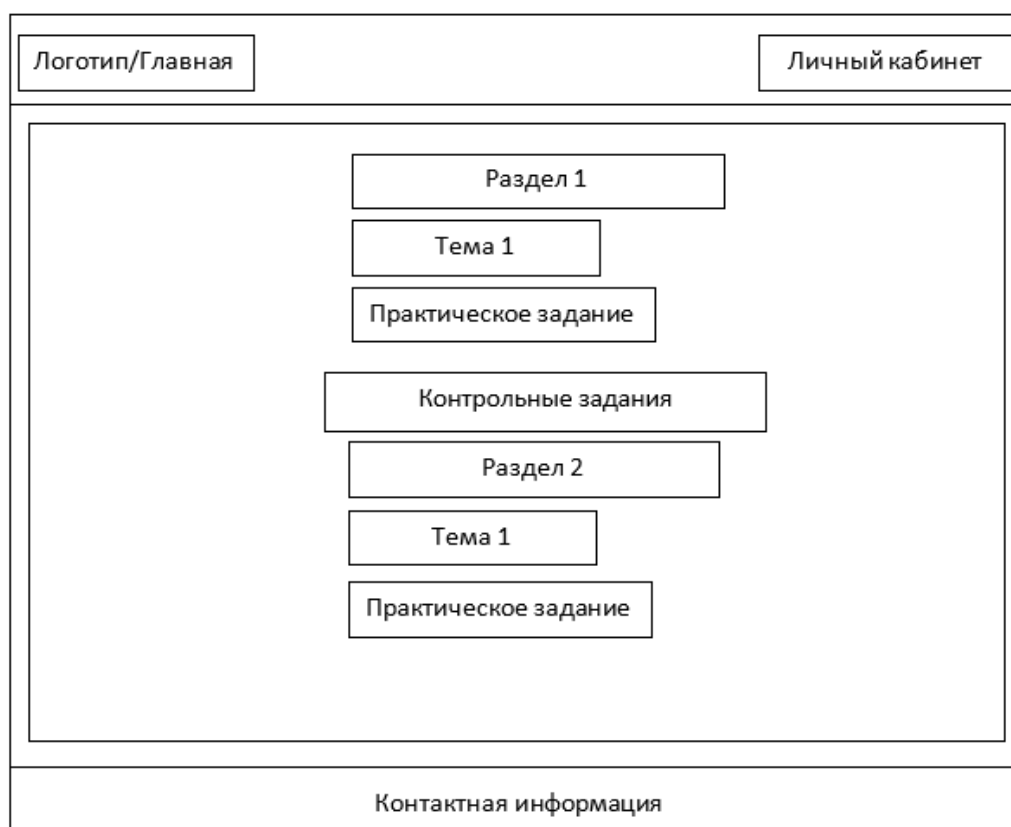 Логотип/Главная
Личный кабинет
Раздел 1
Тема 1
Практическое задание
Контрольные задания
Раздел 2
Тема 1
Практическое задание
Контактная информация